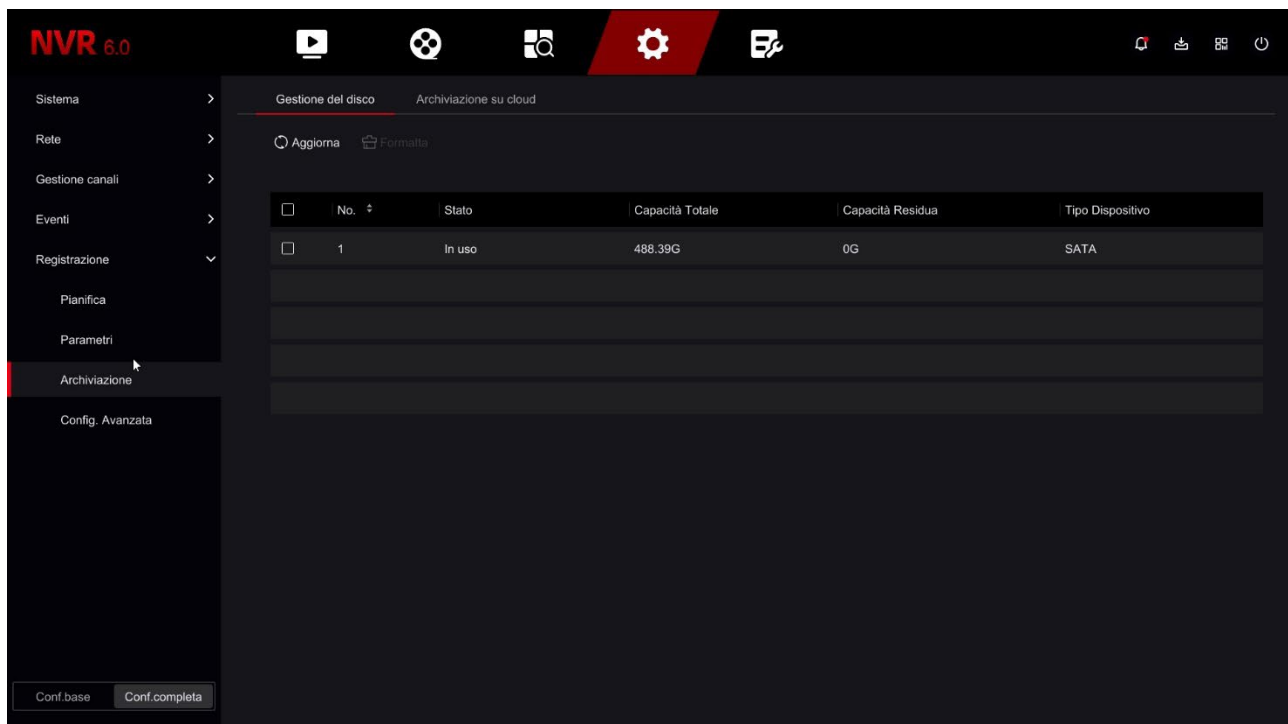 NVR 6.0
Sistema
Rete
Gestione canali
Eventi
Registrazione
Pianifica
Parametri
Archiviazione
Config. Avanzata
Conf.base Conf.completa
Gestione del disco Archiviazione su cloud
Aggiorna Formatta
No. Stato Capacità Totale Capacità Residua Tipo Dispositivo
1 In uso 488.39G 0G SATA